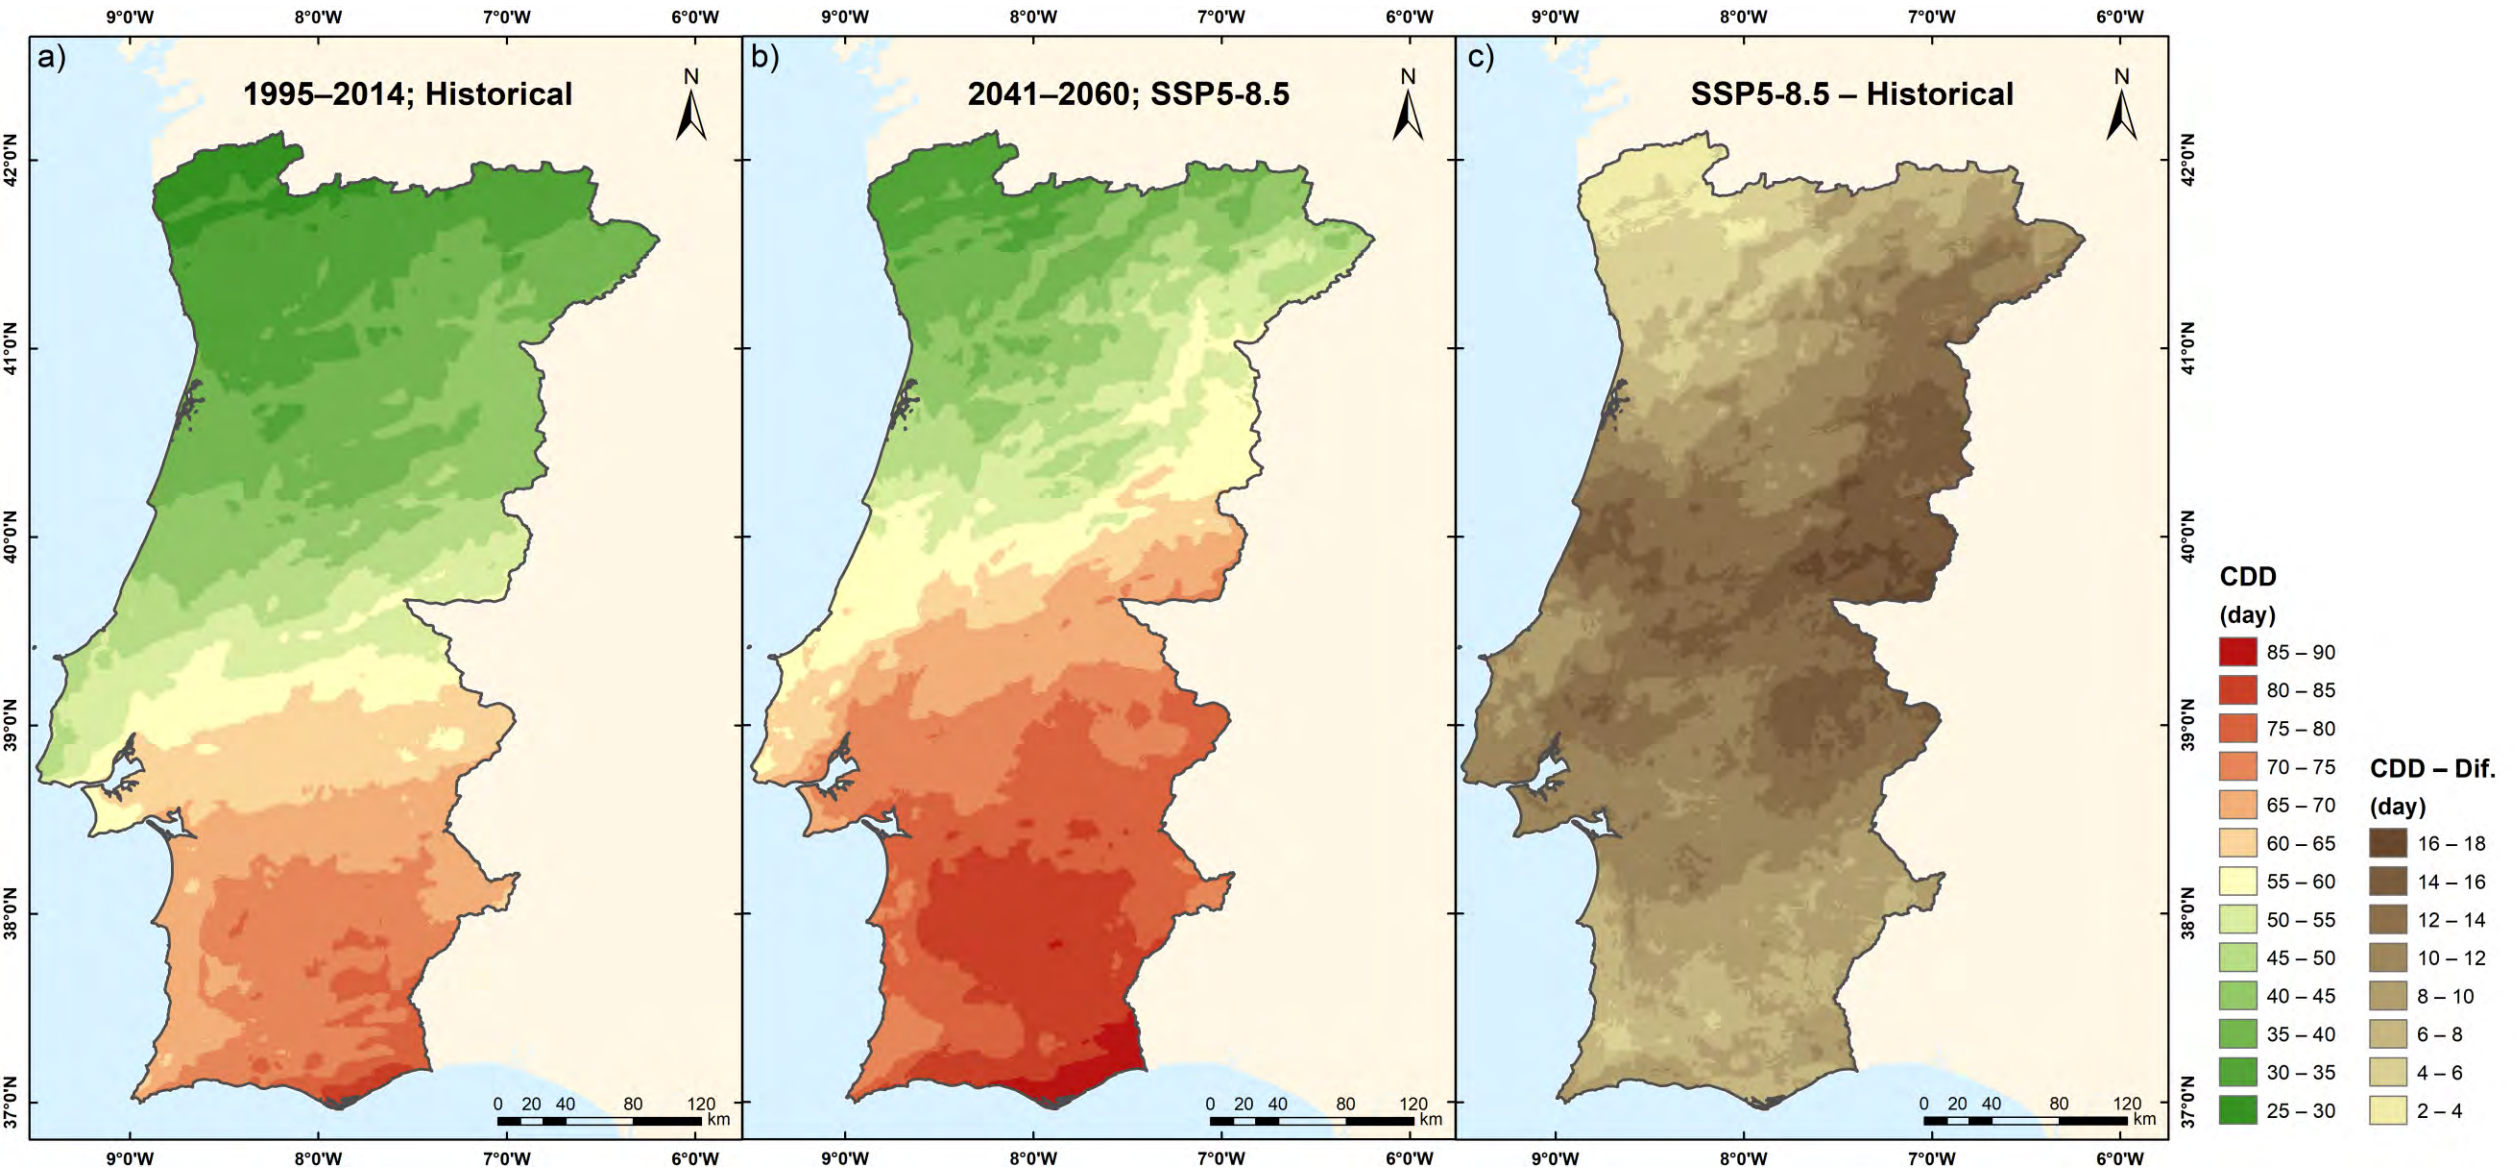 9°0'W 8°0'W 7°0'W 6°0'W 9°0'W 8°0'W 7°0'W 6°0'W 9°0'W 8°0'W 7°0'W 6°0'W
a)
1995–2014; Historical
N
b)
2041–2060; SSP5-8.5
N
c)
SSP5-8.5 – Historical
N
42°0'N
41°0'N
40°0'N
39°0'N
38°0'N
37°0'N
42°0'N
41°0'N
40°0'N
39°0'N
38°0'N
37°0'N
0 20 40 80 120
km
0 20 40 80 120
km
0 20 40 80 120
km
9°0'W 8°0'W 7°0'W 6°0'W 9°0'W 8°0'W 7°0'W 6°0'W 9°0'W 8°0'W 7°0'W 6°0'W
CDD
(day)
85 – 90
80 – 85
75 – 80
70 – 75
65 – 70
60 – 65
55 – 60
50 – 55
45 – 50
40 – 45
35 – 40
30 – 35
25 – 30
CDD – Dif.
(day)
16 – 18
14 – 16
12 – 14
10 – 12
8 – 10
6 – 8
4 – 6
2 – 4